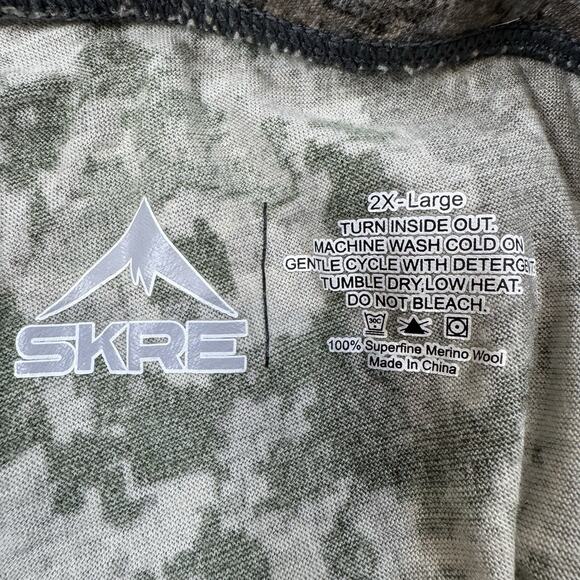 SKRE
2X-Large
TURN INSIDE OUT.
MACHINE WASH COLD ON
GENTLE CYCLE WITH DETERGENT.
TUMBLE DRY,LOW HEAT.
DO NOT BLEACH.
100% Superfine Merino Wool
Made In China